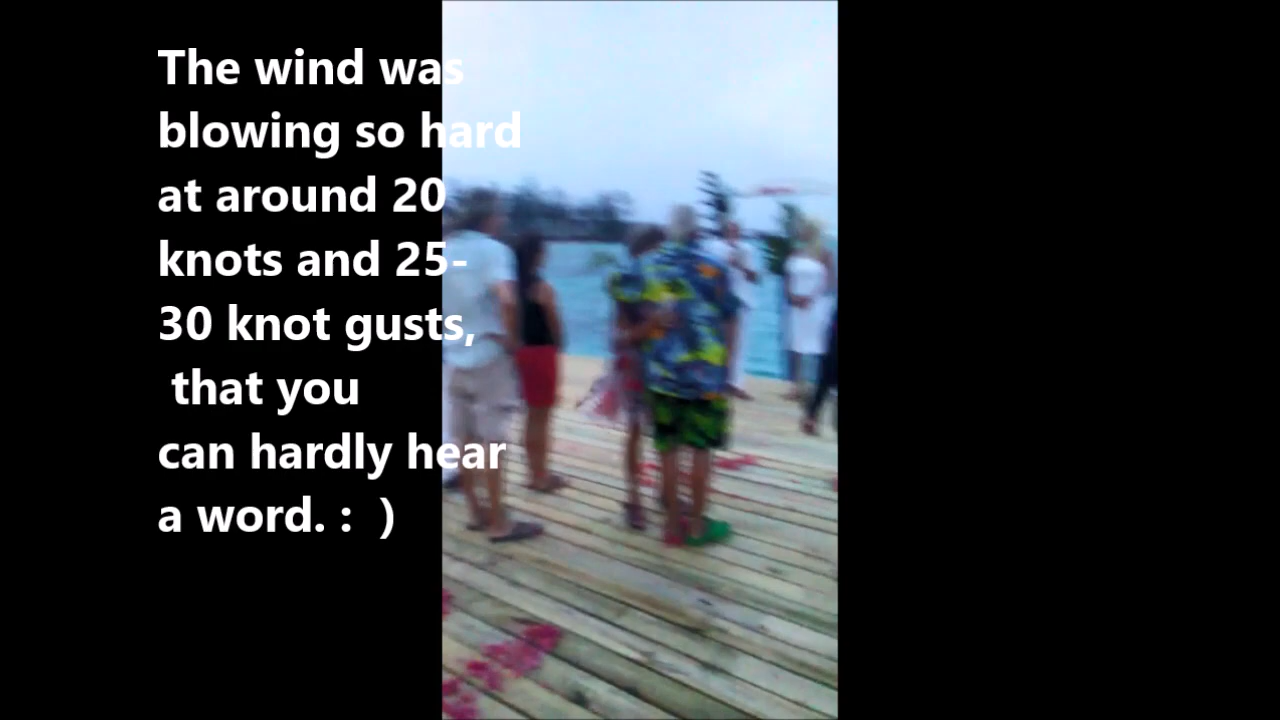 The wind was
blowing so hard
at around 20
knots and 25-
30 knot gusts,
that you
can hardly hear
a word. :  )